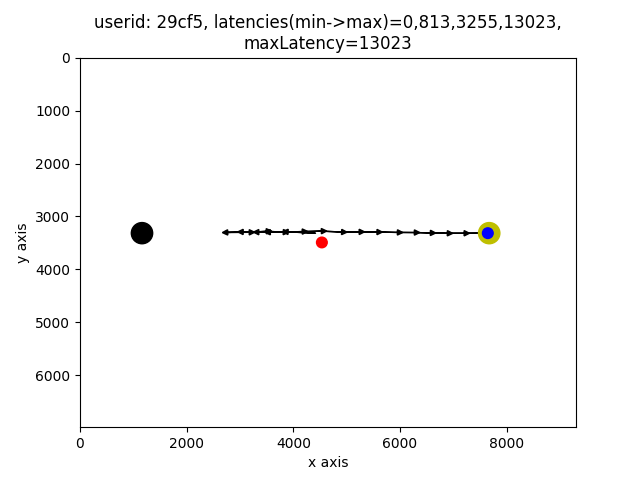 userid: 29cf5, latencies(min->max)=0,813,3255,13023,
maxLatency=13023
0
1000
2000
3000
4000
5000
6000
y axis
0 2000 4000 6000 8000
x axis